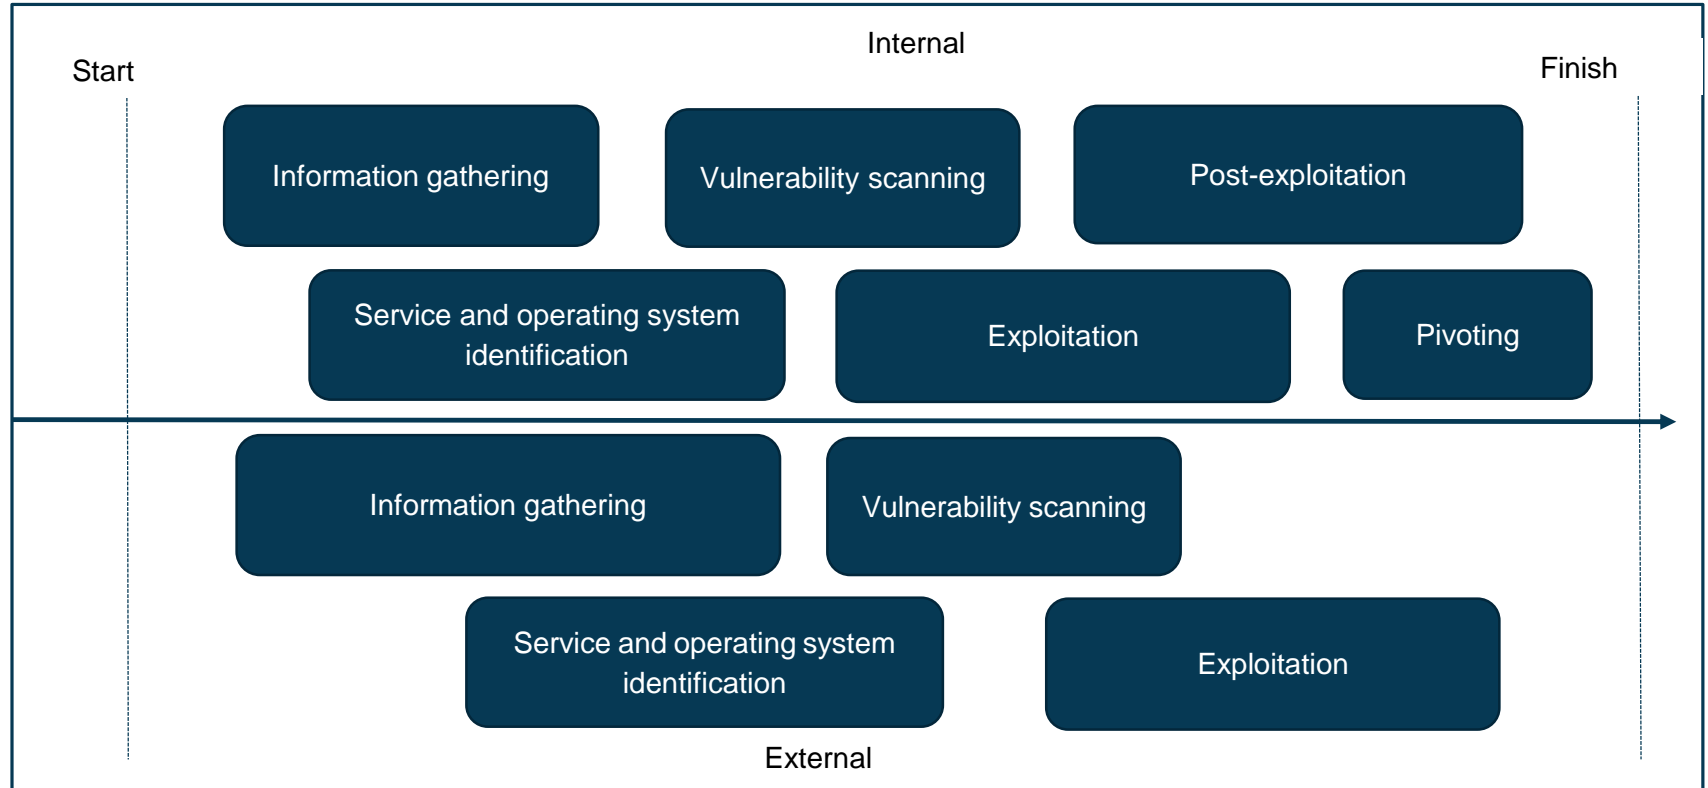 Internal
Start
Finish
Information gathering
Vulnerability scanning
Post-exploitation
Service and operating system
identification
Exploitation
Pivoting
Information gathering
Vulnerability scanning
Service and operating system
identification
Exploitation
External